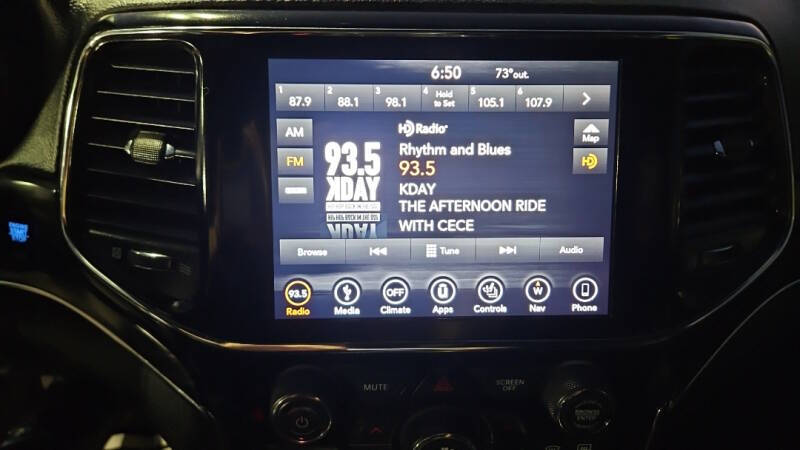 6:50 73°out.
1 87.9 2 88.1 3 98.1 4 Hold to Set 5 105.1 6 107.9
AM
HD Radio
Map
Rhythm and Blues
FM
93.5
93.5
HD
KDAY
KDAY
THE AFTERNOON RIDE
WITH CECE
Browse Tune Audio
93.5 OFF W
Radio Media Climate Apps Controls Nav Phone
MUTE SCREEN OFF
BROWSE ENTER